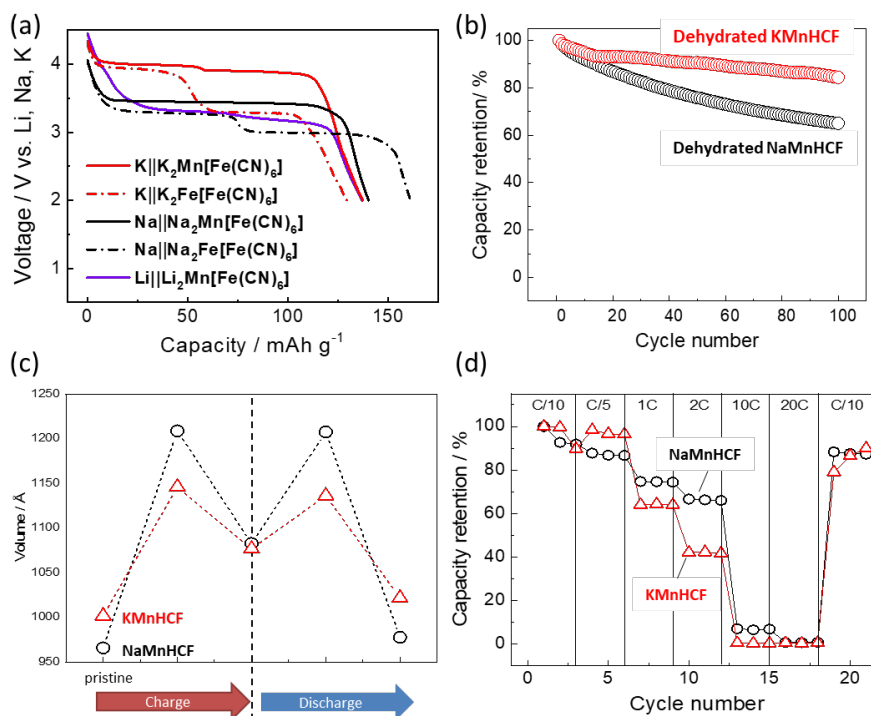 (a)
Voltage / V vs. Li, Na, K
4
3
2
1
K||K₂Mn[Fe(CN)₆]
K||K₂Fe[Fe(CN)₆]
Na||Na₂Mn[Fe(CN)₆]
Na||Na₂Fe[Fe(CN)₆]
Li||Li₂Mn[Fe(CN)₆]
0 50 100 150
Capacity / mAh g⁻¹
(b)
Capacity retention/ %
100
80
60
40
20
0
Dehydrated KMnHCF
Dehydrated NaMnHCF
0 20 40 60 80 100
Cycle number
(c)
Volume / Å
1250
1200
1150
1100
1050
1000
950
KMnHCF
NaMnHCF
pristine
Charge
Discharge
(d)
Capacity retention / %
100
80
60
40
20
0
C/10 C/5 1C 2C 10C 20C C/10
NaMnHCF
KMnHCF
0 5 10 15 20
Cycle number